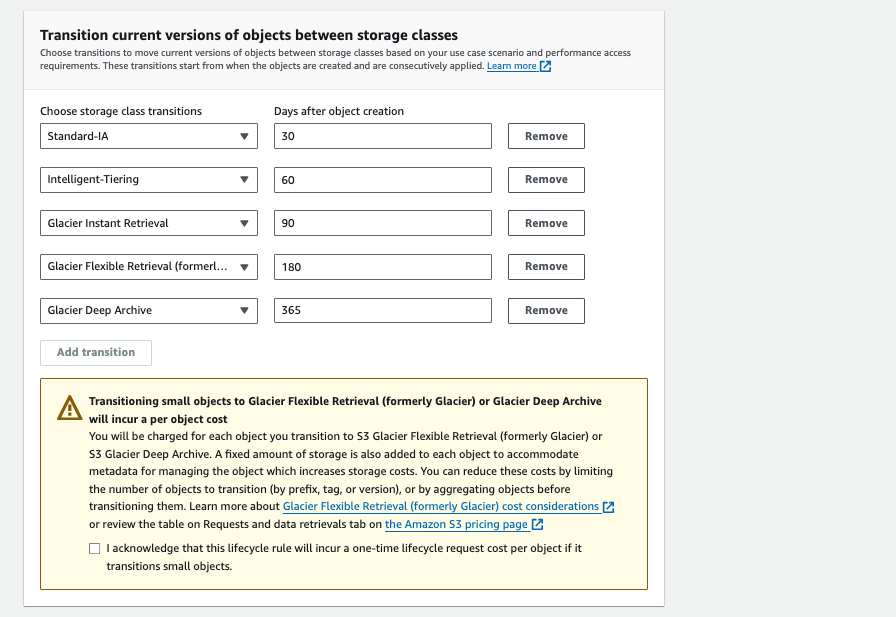 Transition current versions of objects between storage classes
Choose transitions to move current versions of objects between storage classes based on your use case scenario and performance access
requirements. These transitions start from when the objects are created and are consecutively applied. Learn more
Choose storage class transitions Days after object creation
Standard-IA 30 Remove
Intelligent-Tiering 60 Remove
Glacier Instant Retrieval 90 Remove
Glacier Flexible Retrieval (formerl... 180 Remove
Glacier Deep Archive 365 Remove
Add transition
Transitioning small objects to Glacier Flexible Retrieval (formerly Glacier) or Glacier Deep Archive
will incur a per object cost
You will be charged for each object you transition to S3 Glacier Flexible Retrieval (formerly Glacier) or
S3 Glacier Deep Archive. A fixed amount of storage is also added to each object to accommodate
metadata for managing the object which increases storage costs. You can reduce these costs by limiting
the number of objects to transition (by prefix, tag, or version), or by aggregating objects before
transitioning them. Learn more about Glacier Flexible Retrieval (formerly Glacier) cost considerations
or review the table on Requests and data retrievals tab on the Amazon S3 pricing page
I acknowledge that this lifecycle rule will incur a one-time lifecycle request cost per object if it
transitions small objects.